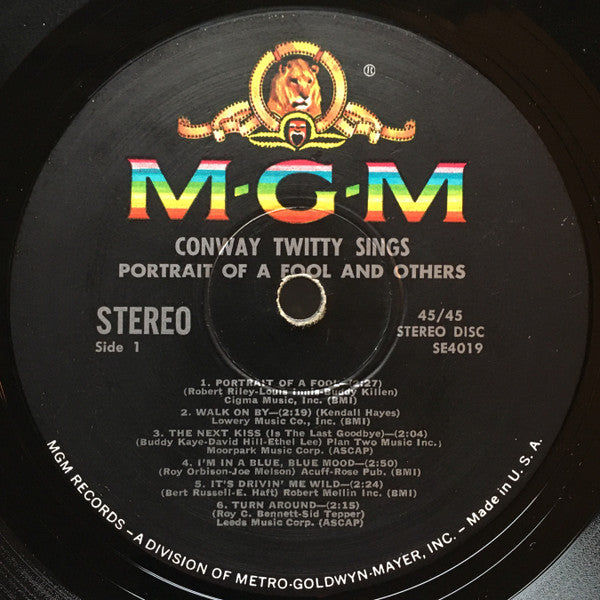 ®
M·G·M
CONWAY TWITTY SINGS
PORTRAIT OF A FOOL AND OTHERS
STEREO
Side 1
45/45
STEREO DISC
SE4019
1. PORTRAIT OF A FOOL—(2:27)
(Robert Riley-Louis Innis-Buddy Killen)
Cigma Music, Inc. (BMI)
2. WALK ON BY—(2:19) (Kendall Hayes)
Lowery Music Co., Inc. (BMI)
3. THE NEXT KISS (Is The Last Goodbye)—(2:04)
(Buddy Kaye-David Hill-Ethel Lee) Plan Two Music Inc.,
Moorpark Music Corp. (ASCAP)
4. I'M IN A BLUE, BLUE MOOD—(2:50)
(Roy Orbison-Joe Melson) Acuff-Rose Pub. (BMI)
5. IT'S DRIVIN' ME WILD—(2:24)
(Bert Russell-E. Haft) Robert Mellin Inc. (BMI)
6. TURN AROUND—(2:15)
(Roy C. Bennett-Sid Tepper)
Leeds Music Corp. (ASCAP)
MGM RECORDS – A DIVISION OF METRO-GOLDWYN-MAYER, INC. – Made in U. S. A.